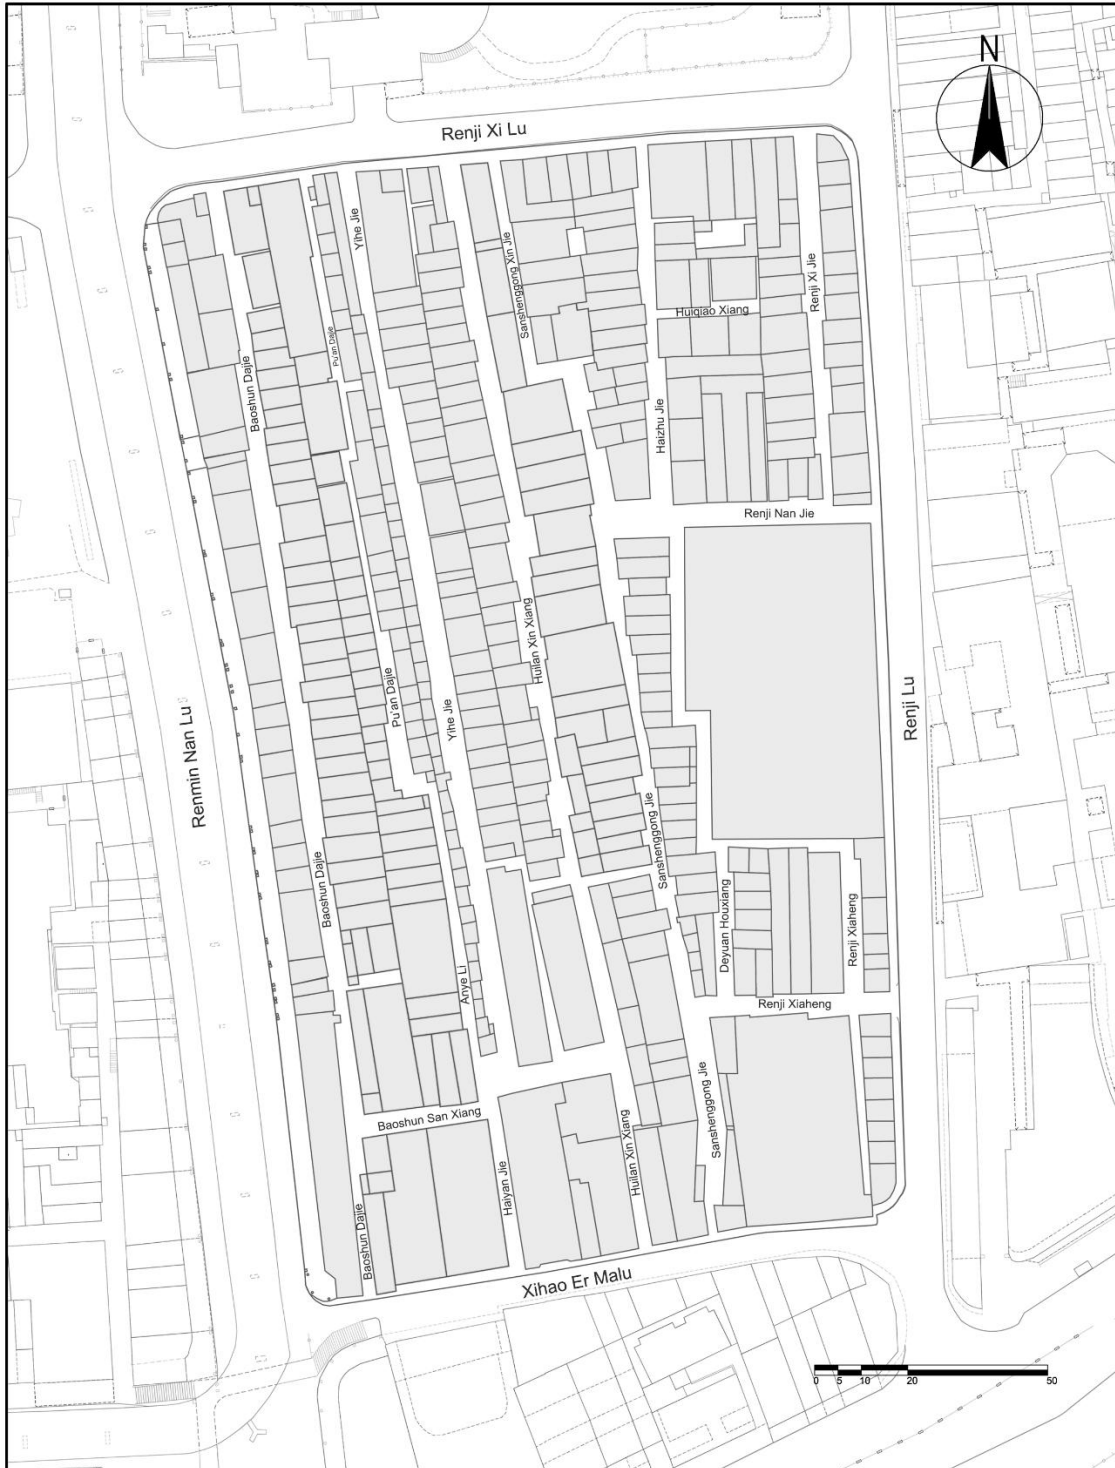 N
Renji Xi Lu
Yihe Jie
Sanshenggong Xin Jie
Renji Xi Jie
Huiqiao Xiang
Pu'an Dajie
Baoshun Dajie
Haizhu Jie
Renji Nan Jie
Huilan Xin Xiang
Pu'an Dajie
Yihe Jie
Renji Lu
Renmin Nan Lu
Sanshenggong Jie
Baoshun Dajie
Deyuan Houxiang
Renji Xiaheng
Anye Li
Renji Xiaheng
Sanshenggong Jie
Baoshun San Xiang
Haiyan Jie
Huilan Xin Xiang
Baoshun Dajie
Xihao Er Malu
0 5 10 20 50